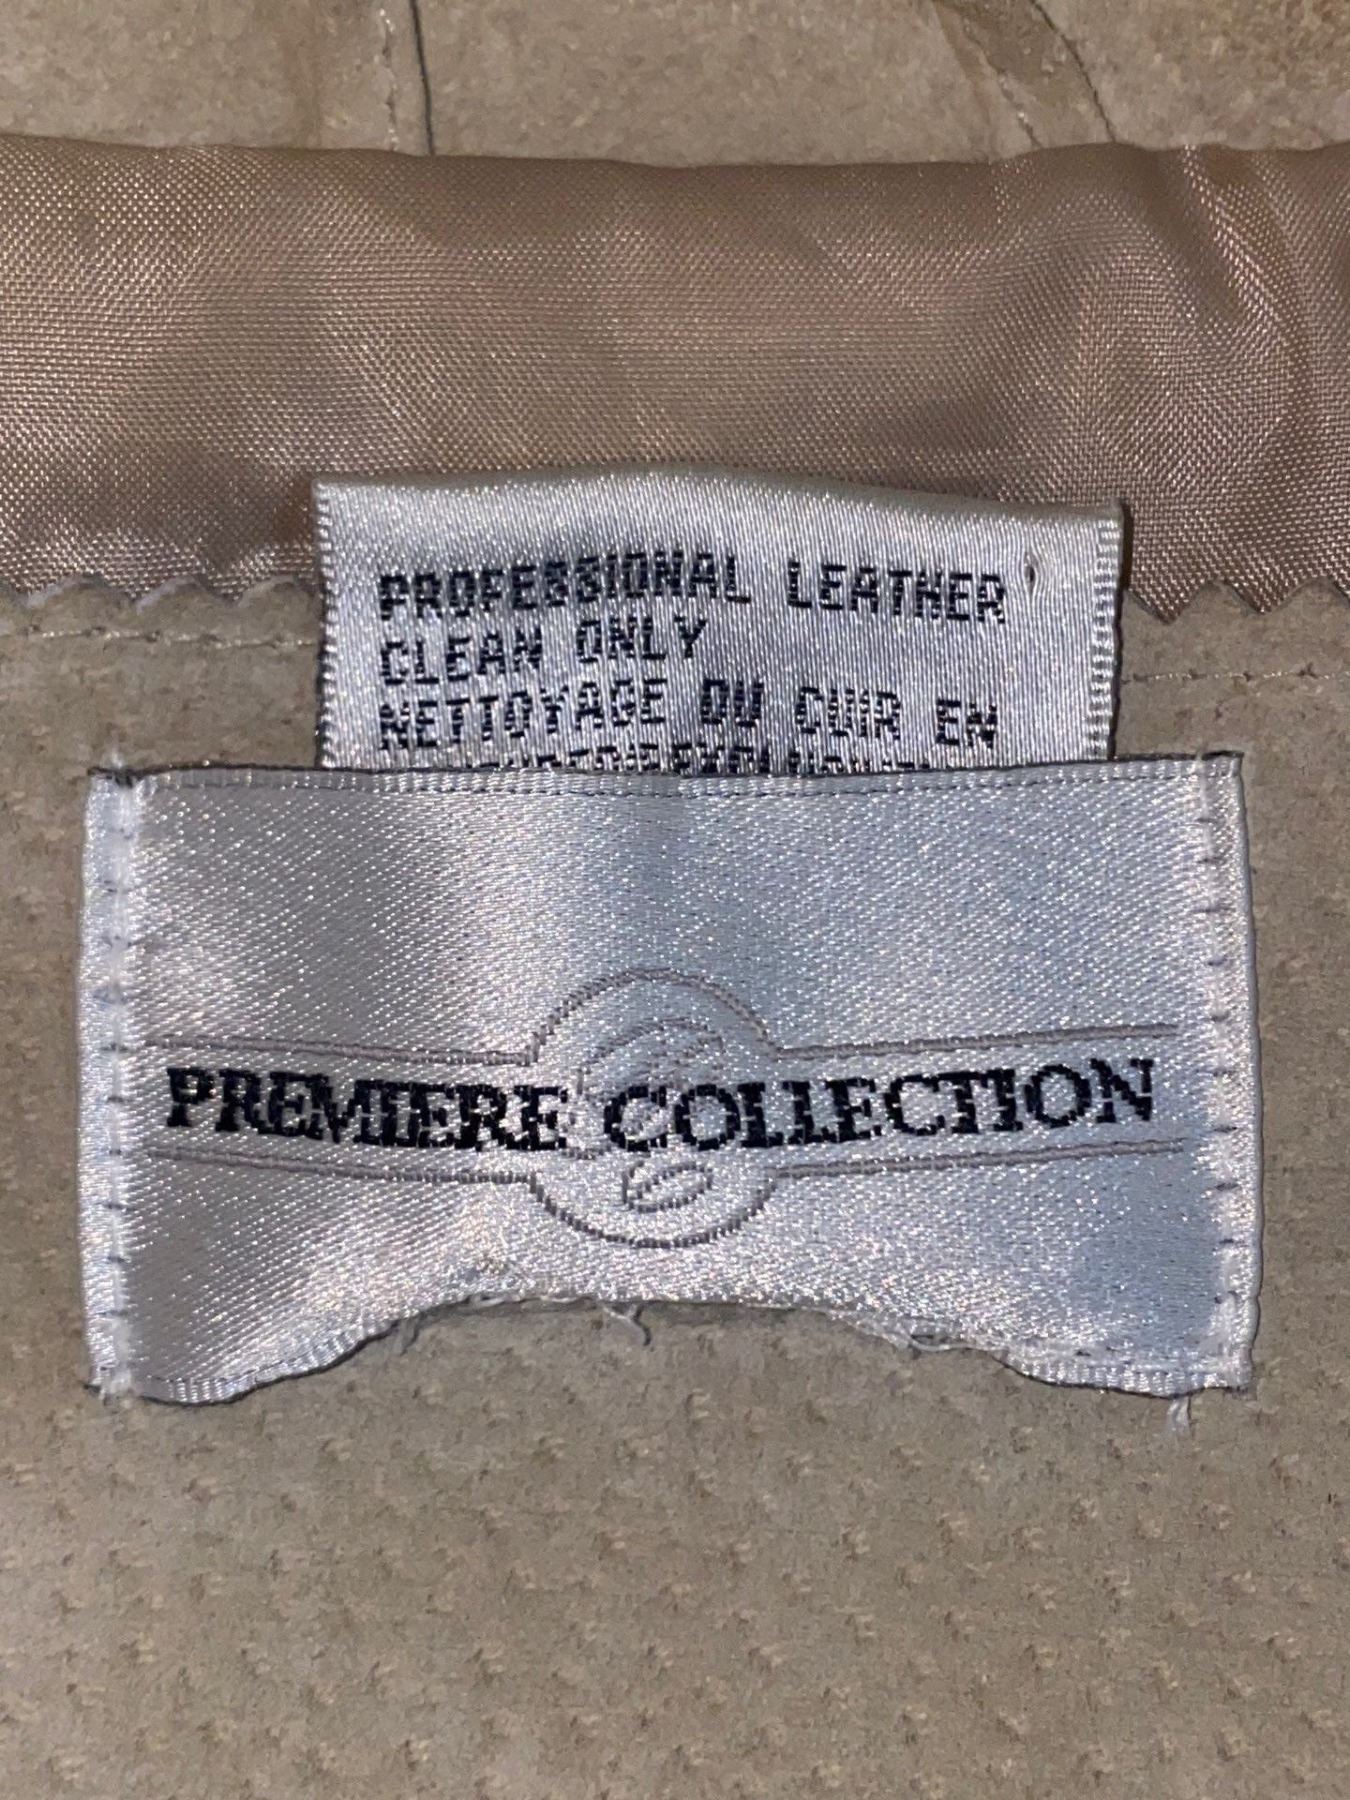 PROFESSIONAL LEATHER
CLEAN ONLY
NETTOYAGE DU CUIR EN
PREMIERE COLLECTION